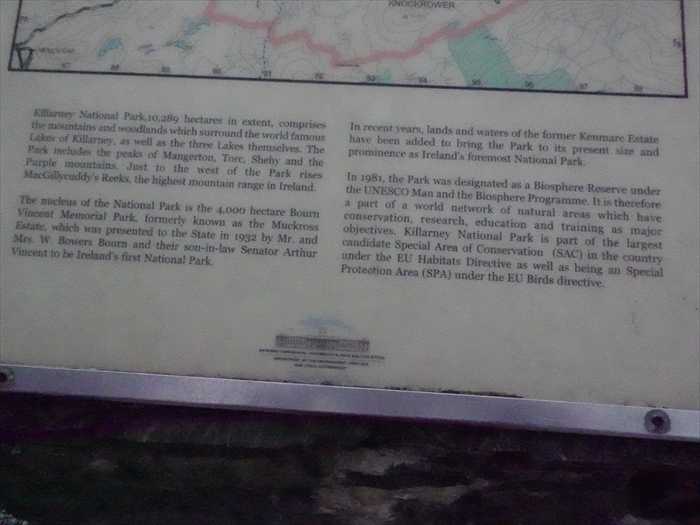 KNOCKROWER
87
88
91
93
94
95
96
97
98
Killarney National Park,10,289 hectares in extent, comprises
the mountains and woodlands which surround the world famous
Lakes of Killarney, as well as the three Lakes themselves. The
Park includes the peaks of Mangerton, Torc, Shehy and the
Purple mountains. Just to the west of the Park rises
MacGillycuddy's Reeks, the highest mountain range in Ireland.
The nucleus of the National Park is the 4,000 hectare Bourn
Vincent Memorial Park, formerly known as the Muckross
Estate, which was presented to the State in 1932 by Mr. and
Mrs. W. Bowers Bourn and their son-in-law Senator Arthur
Vincent to be Ireland's first National Park.
In recent years, lands and waters of the former Kenmare Estate
have been added to bring the Park to its present size and
prominence as Ireland's foremost National Park.
In 1981, the Park was designated as a Biosphere Reserve under
the UNESCO Man and the Biosphere Programme. It is therefore
a part of a world network of natural areas which have
conservation, research, education and training as major
objectives. Killarney National Park is part of the largest
candidate Special Area of Conservation (SAC) in the country
under the EU Habitats Directive as well as being an Special
Protection Area (SPA) under the EU Birds directive.